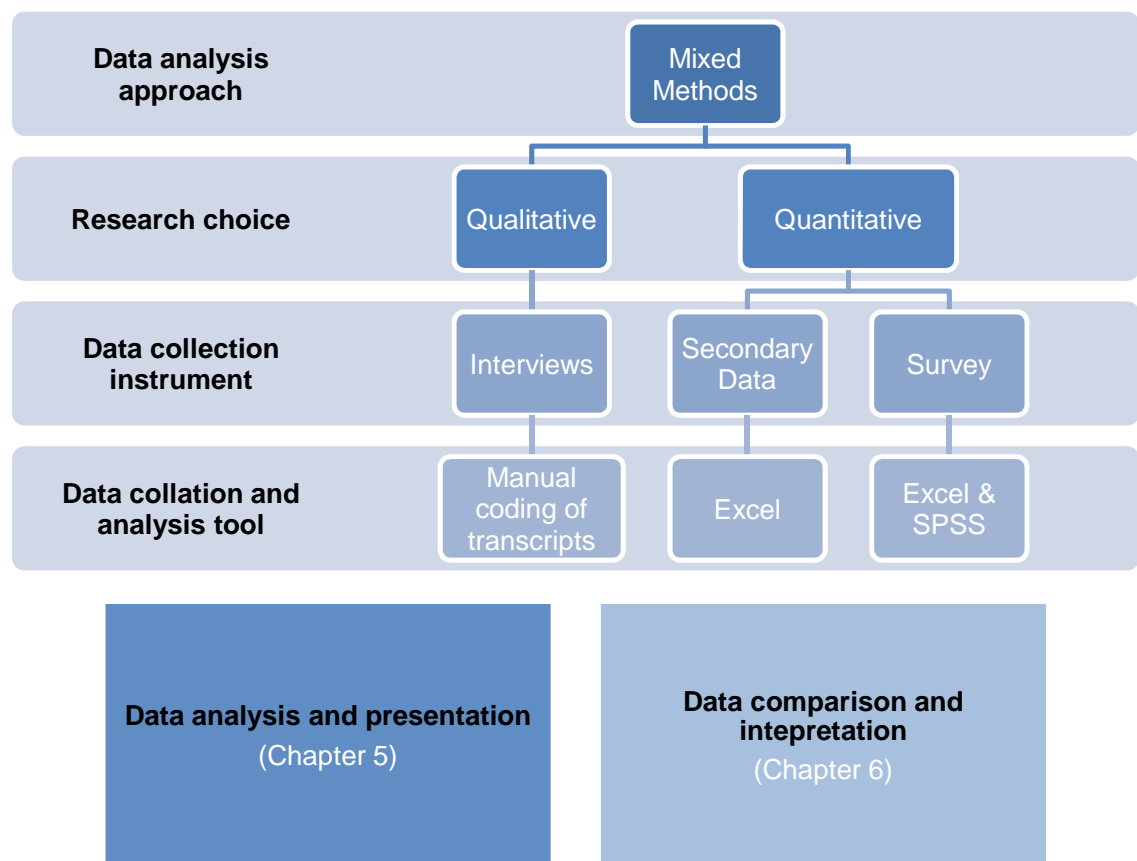 Data analysis
approach
Mixed
Methods
Research choice
Qualitative
Quantitative
Data collection
instrument
Interviews
Secondary
Data
Survey
Data collation and
analysis tool
Manual
coding of
transcripts
Excel
Excel &
SPSS
Data analysis and presentation
(Chapter 5)
Data comparison and
intepretation
(Chapter 6)